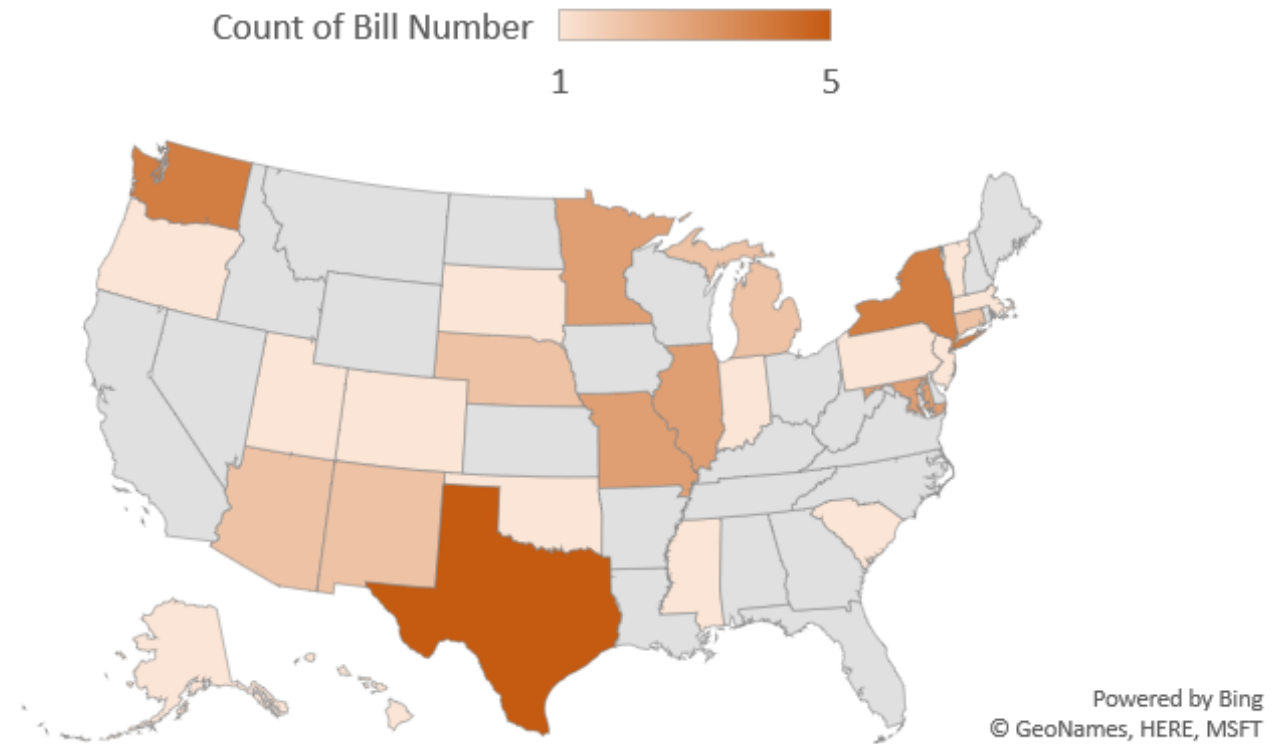 Count of Bill Number
1 5
Powered by Bing
© GeoNames, HERE, MSFT